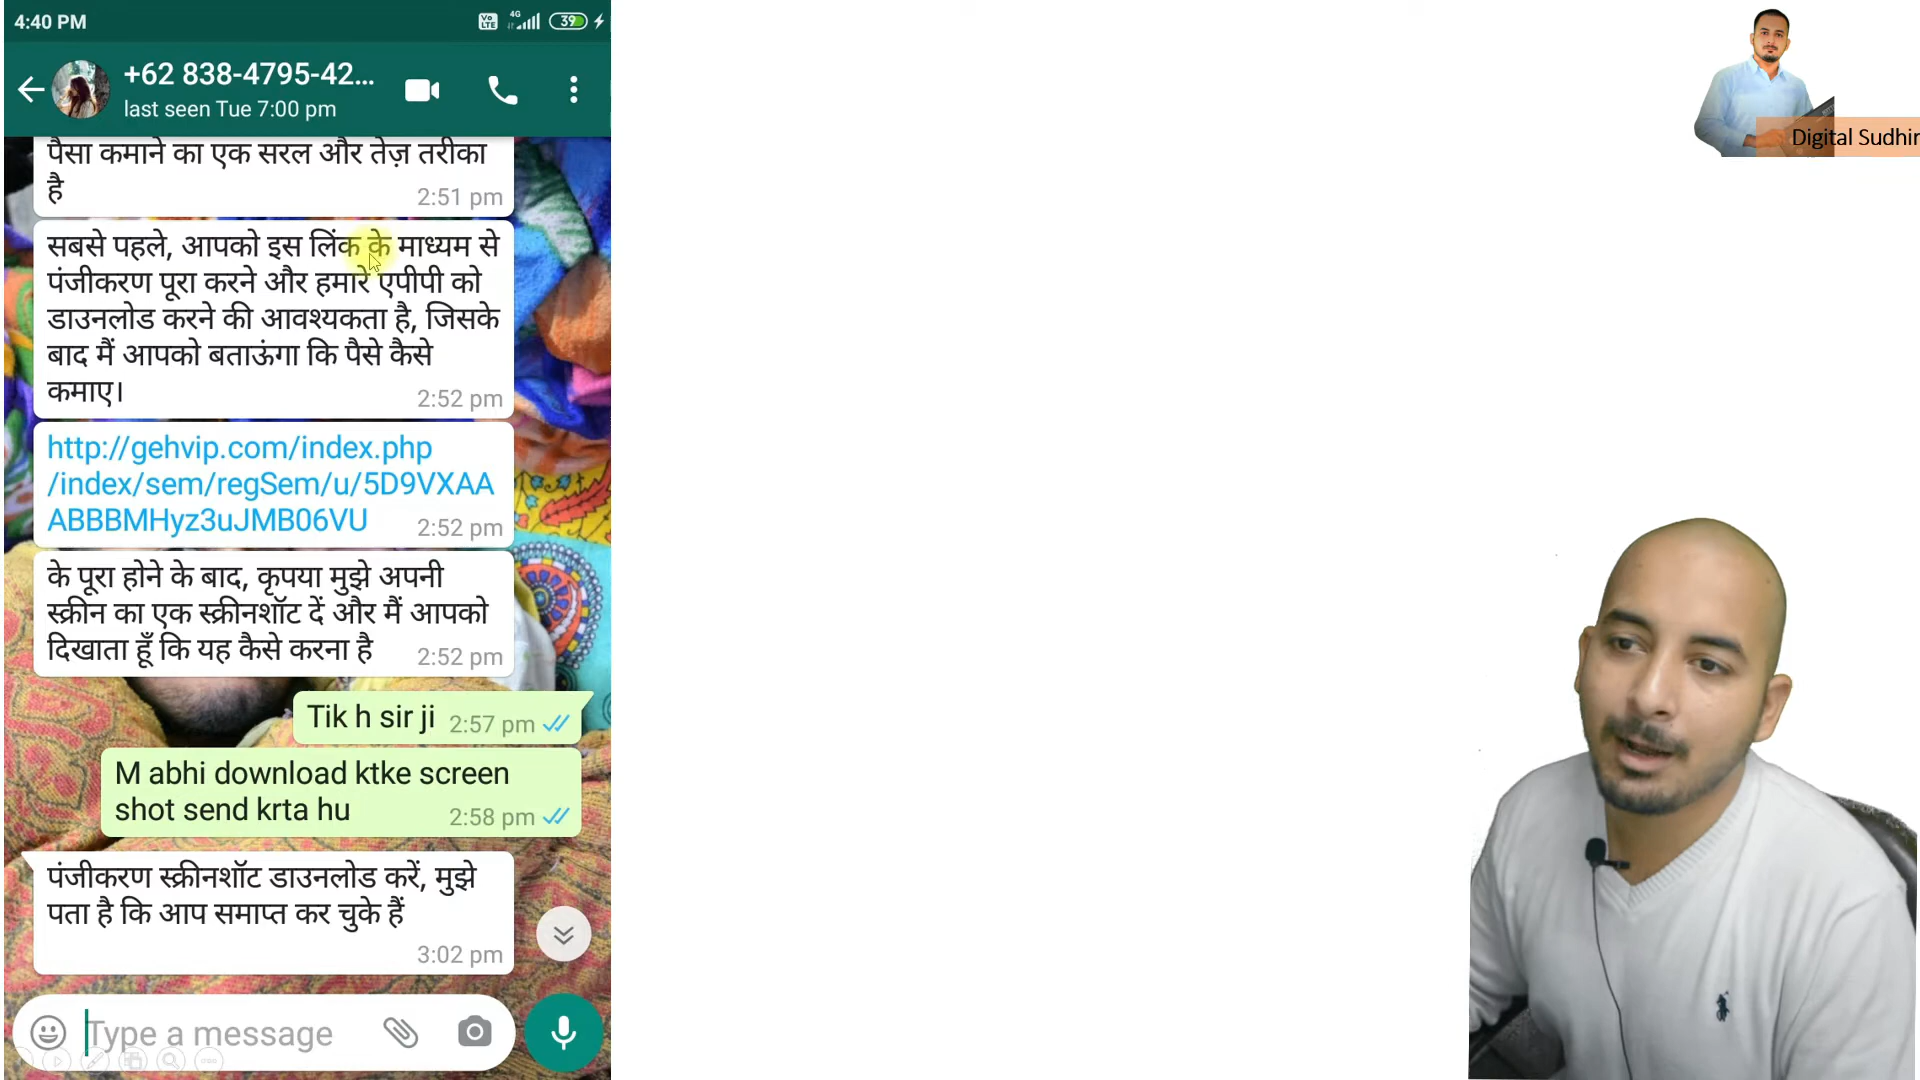 4:40 PM
Vo LTE 4G 39
+62 838-4795-42...
last seen Tue 7:00 pm
पैसा कमाने का एक सरल और तेज़ तरीका
है
2:51 pm
सबसे पहले, आपको इस लिंक के माध्यम से
पंजीकरण पूरा करने और हमारे एपीपी को
डाउनलोड करने की आवश्यकता है, जिसके
बाद मैं आपको बताऊंगा कि पैसे कैसे
कमाए।
2:52 pm
http://gehvip.com/index.php
/index/sem/regSem/u/5D9VXAA
ABBBMHyz3uJMB06VU
2:52 pm
के पूरा होने के बाद, कृपया मुझे अपनी
स्क्रीन का एक स्क्रीनशॉट दें और मैं आपको
दिखाता हूँ कि यह कैसे करना है
2:52 pm
Tik h sir ji 2:57 pm
M abhi download ktke screen
shot send krta hu
2:58 pm
पंजीकरण स्क्रीनशॉट डाउनलोड करें, मुझे
पता है कि आप समाप्त कर चुके हैं
3:02 pm
Type a message
Digital Sudhir